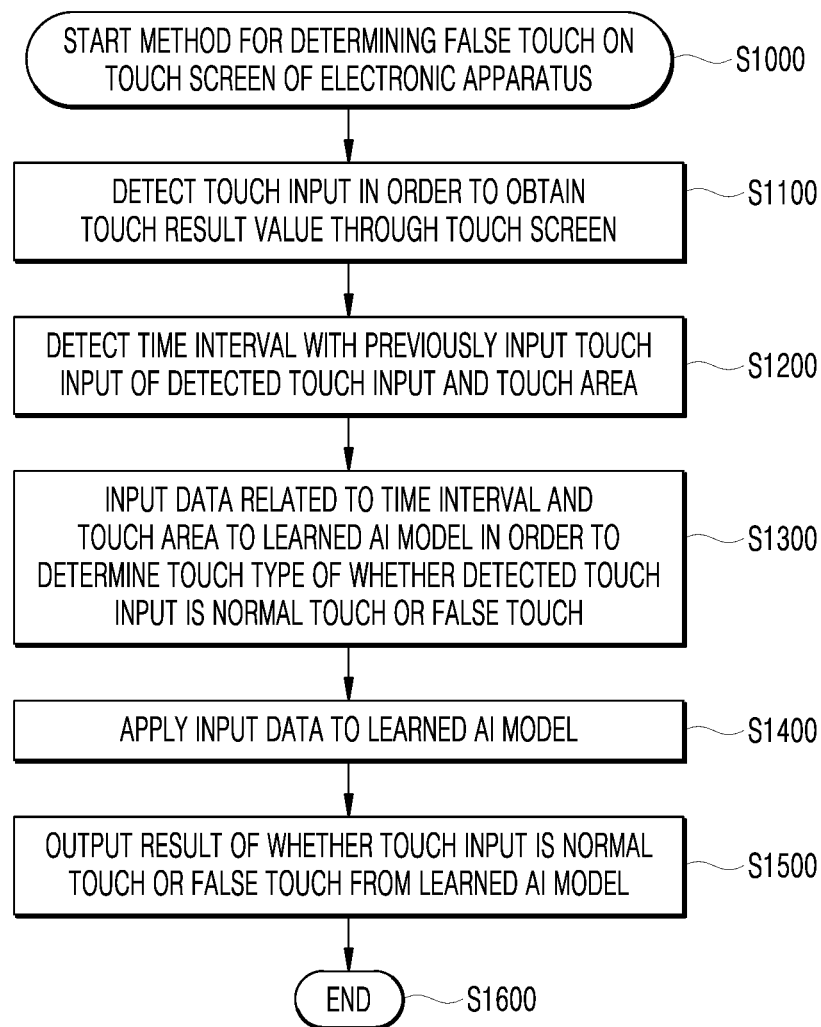 START METHOD FOR DETERMINING FALSE TOUCH ON
TOUCH SCREEN OF ELECTRONIC APPARATUS
S1000
DETECT TOUCH INPUT IN ORDER TO OBTAIN
TOUCH RESULT VALUE THROUGH TOUCH SCREEN
S1100
DETECT TIME INTERVAL WITH PREVIOUSLY INPUT TOUCH
INPUT OF DETECTED TOUCH INPUT AND TOUCH AREA
S1200
INPUT DATA RELATED TO TIME INTERVAL AND
TOUCH AREA TO LEARNED AI MODEL IN ORDER TO
DETERMINE TOUCH TYPE OF WHETHER DETECTED TOUCH
INPUT IS NORMAL TOUCH OR FALSE TOUCH
S1300
APPLY INPUT DATA TO LEARNED AI MODEL
S1400
OUTPUT RESULT OF WHETHER TOUCH INPUT IS NORMAL
TOUCH OR FALSE TOUCH FROM LEARNED AI MODEL
S1500
END
S1600